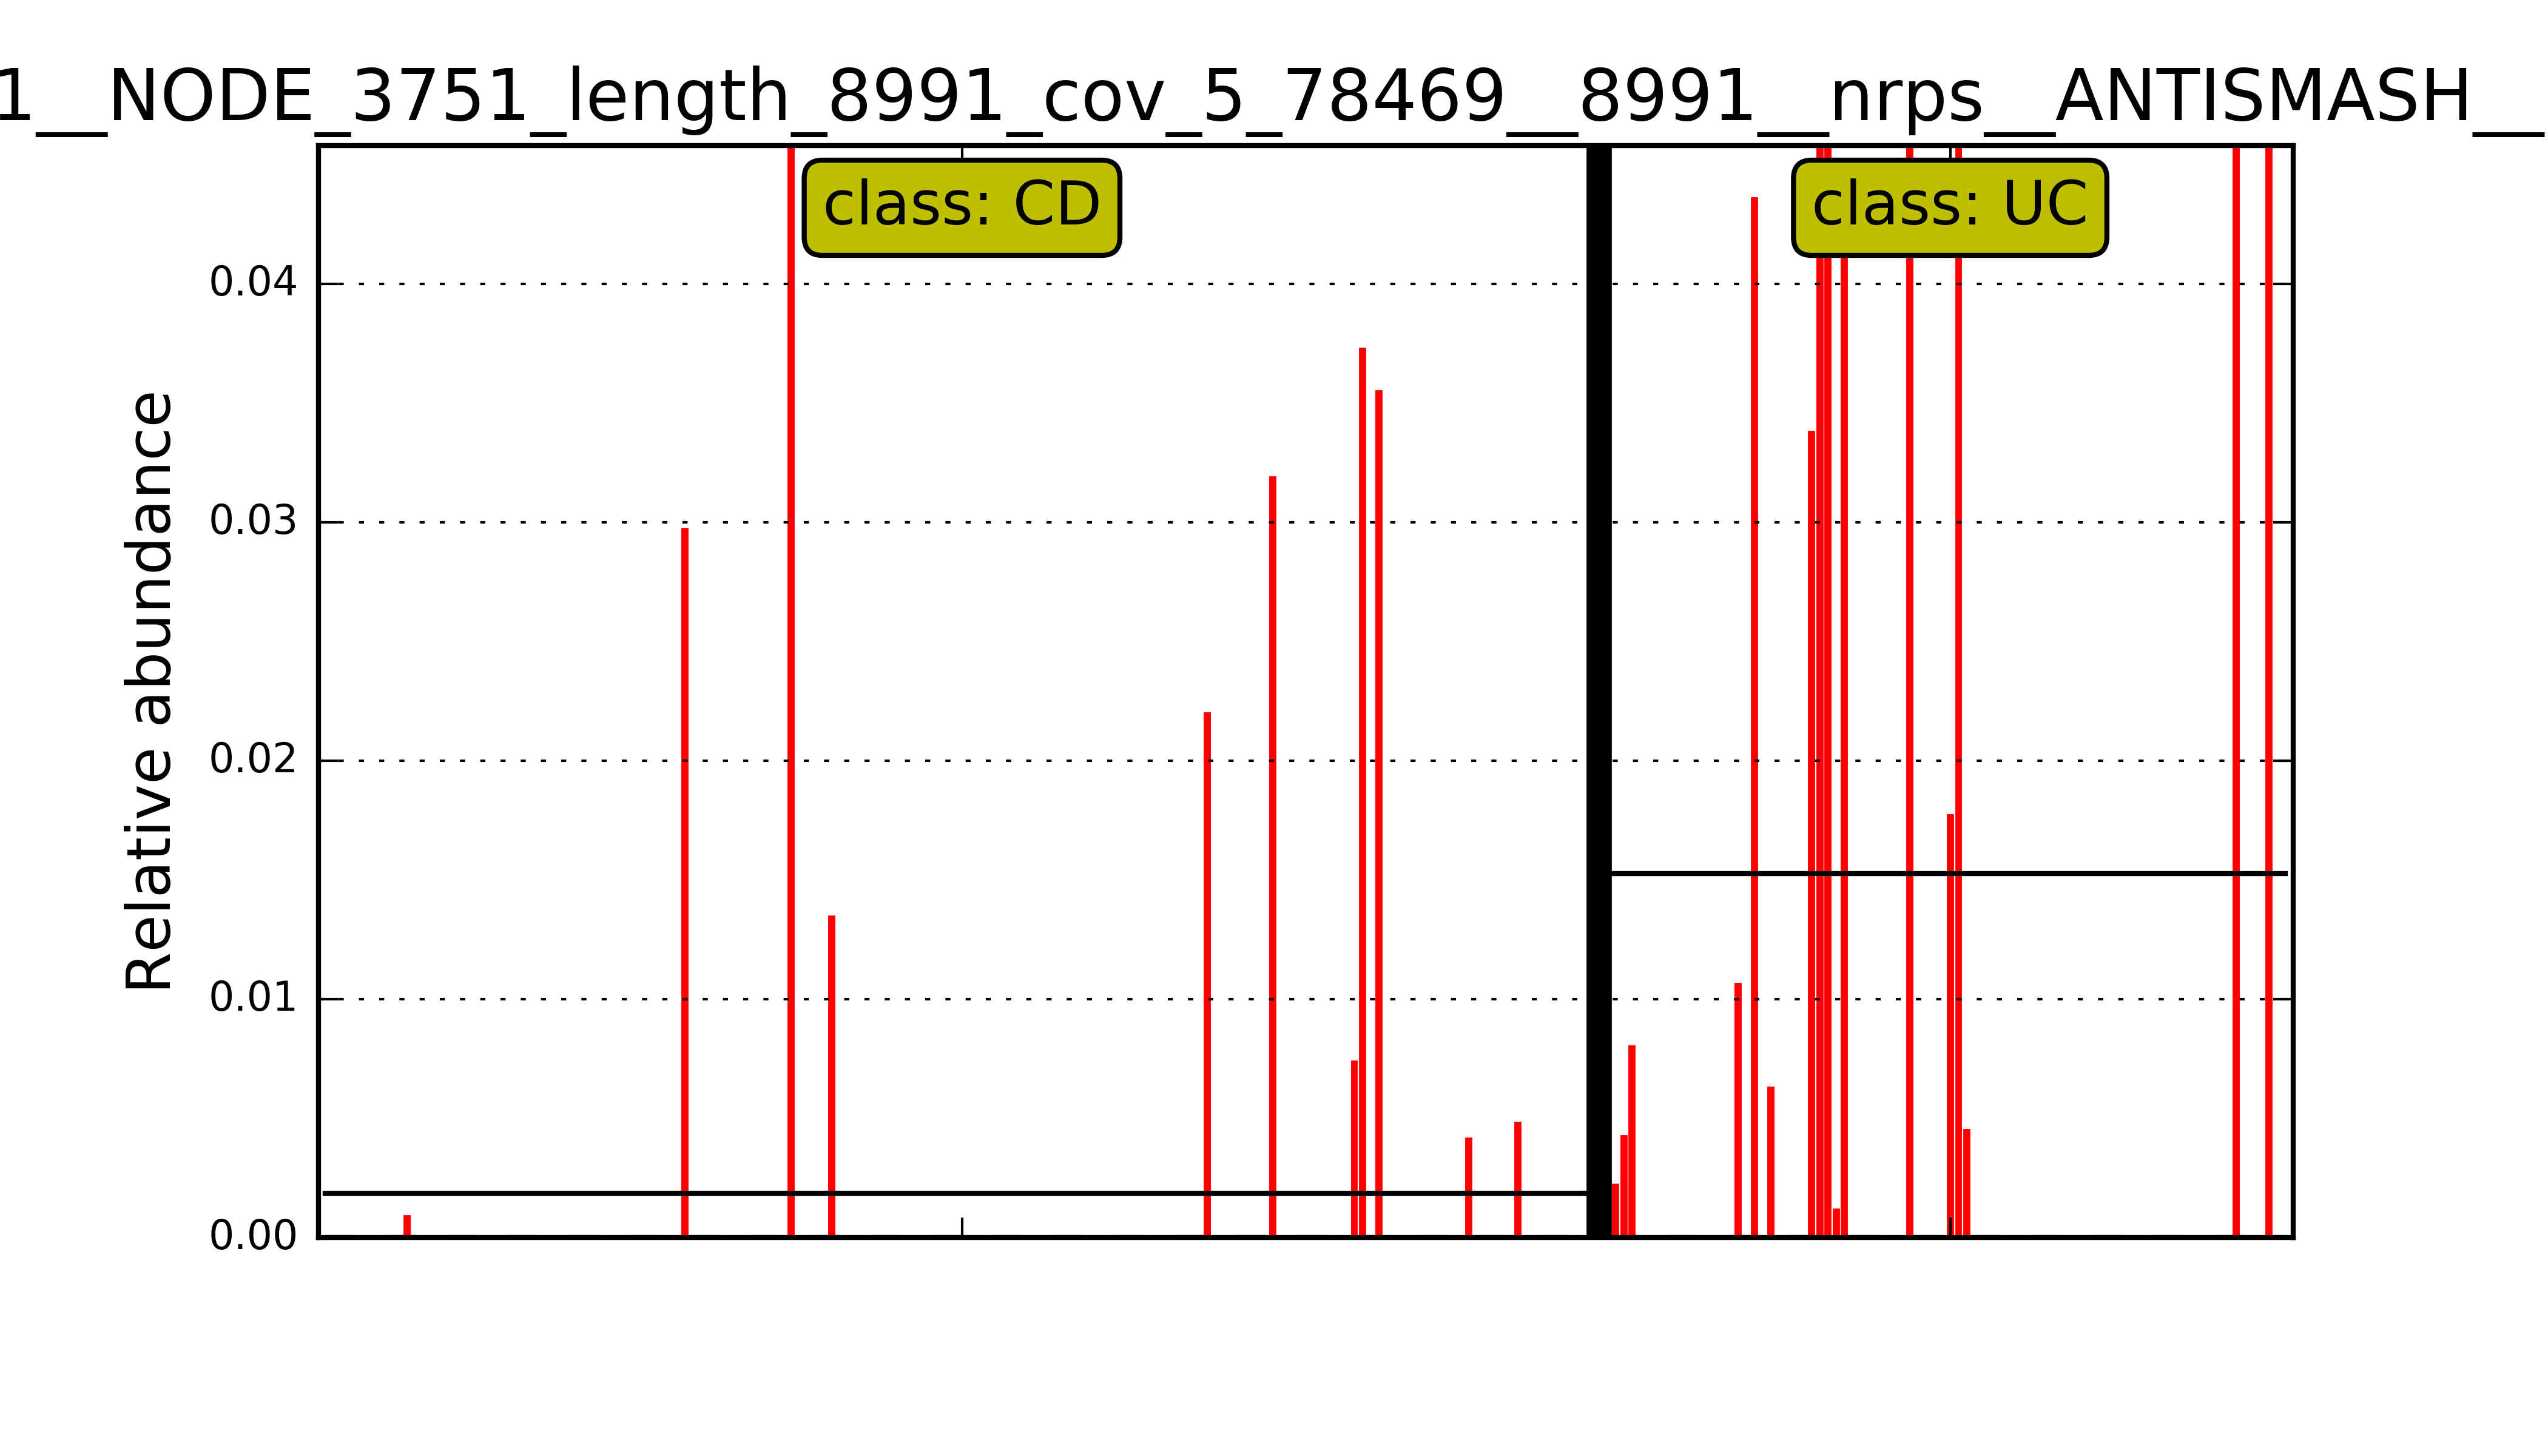 1__NODE_3751_length_8991_cov_5_78469__8991__nrps__ANTISMASH__
class: CD
class: UC
0.04
0.03
0.02
0.01
0.00
Relative abundance